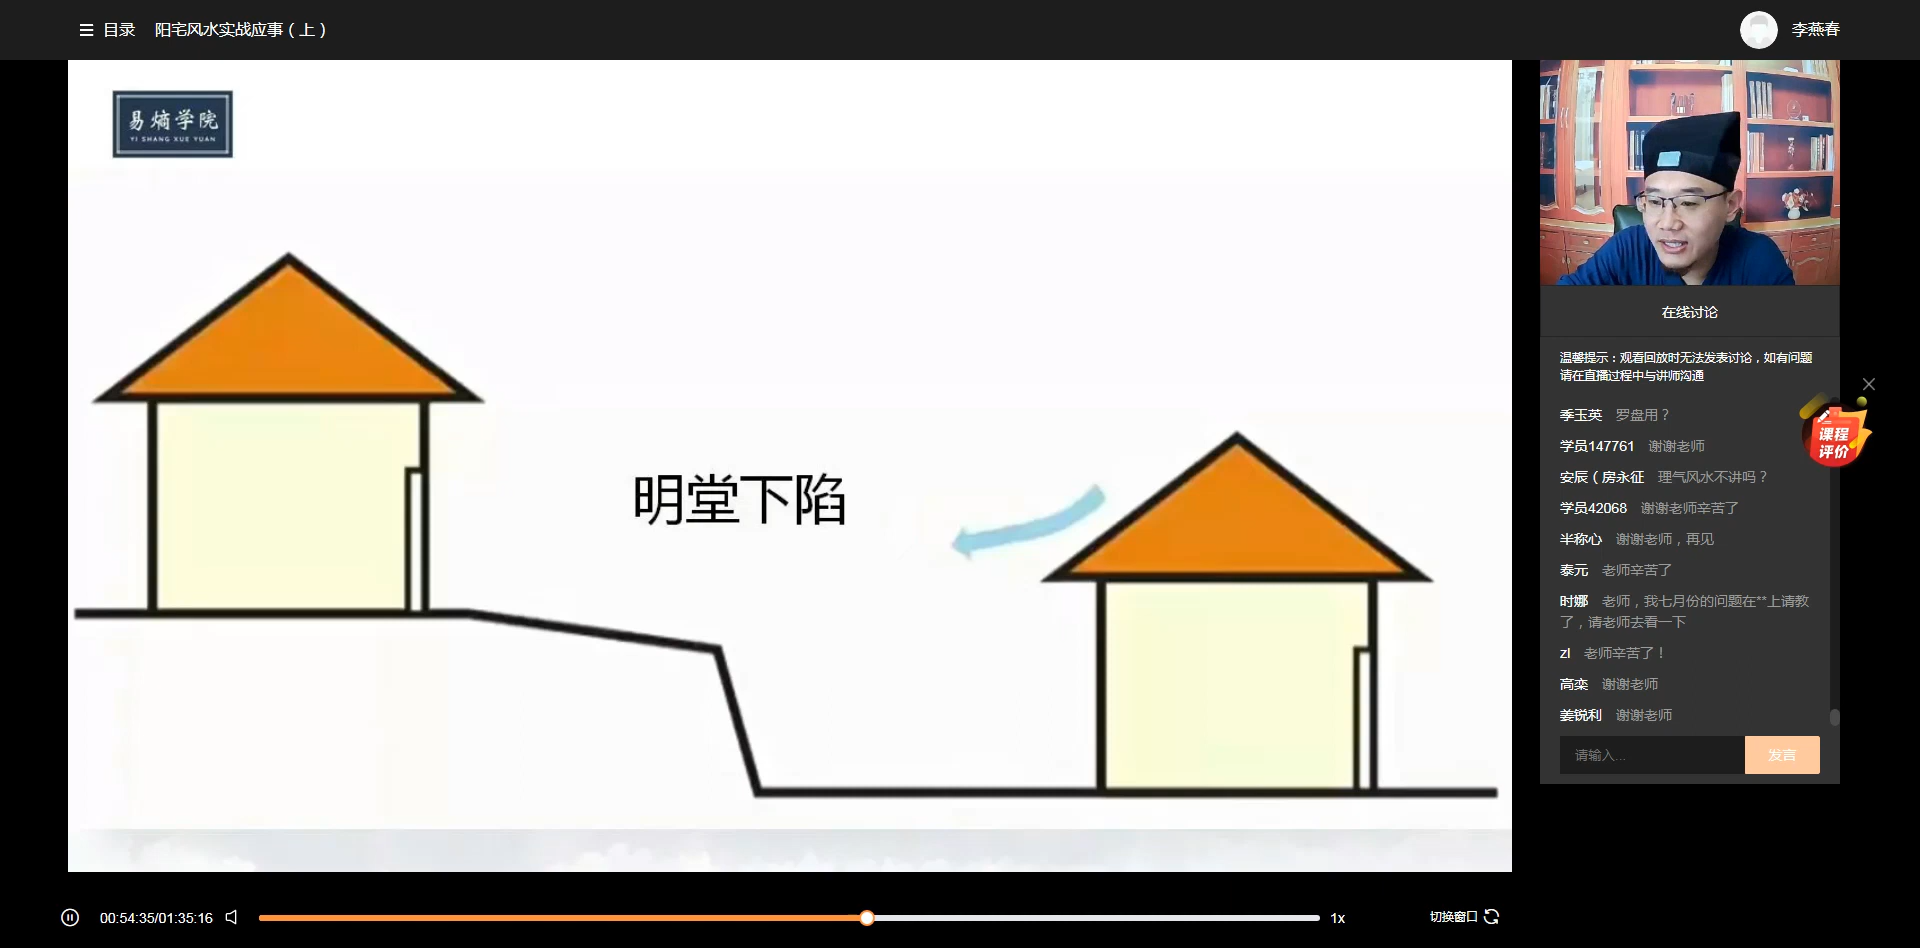 目录 阳宅风水实战应事（上）
李燕春
易熵学院
YI SHANG XUE YUAN
明堂下陷
在线讨论
温馨提示：观看回放时无法发表讨论，如有问题
请在直播过程中与讲师沟通
课程
评价
季玉英 罗盘用？
学员147761 谢谢老师
安辰（房永征 理气风水不讲吗？
学员42068 谢谢老师辛苦了
半称心 谢谢老师，再见
泰元 老师辛苦了
时娜 老师，我七月份的问题在**上请教
了，请老师去看一下
zl 老师辛苦了！
高栾 谢谢老师
姜锐利 谢谢老师
请输入... 发言
00:54:35/01:35:16 1x 切换窗口